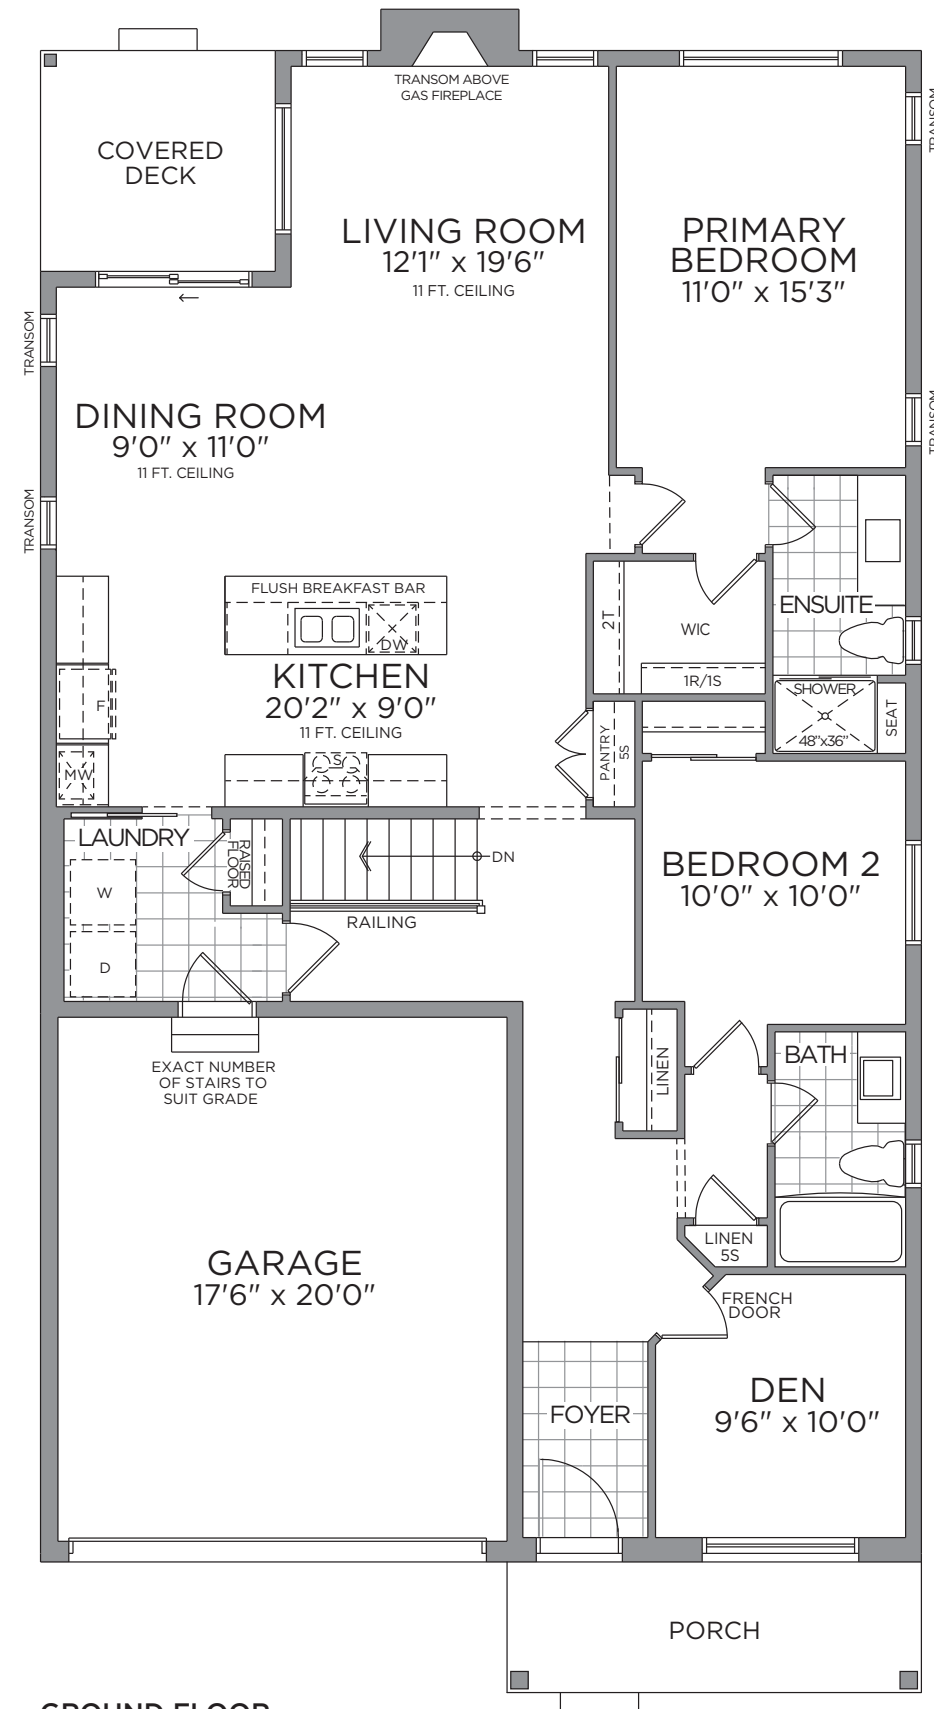 TRANSOM ABOVE
GAS FIREPLACE
COVERED
DECK
LIVING ROOM
12'1" x 19'6"
11 FT. CEILING
PRIMARY
BEDROOM
11'0" x 15'3"
TRANSOM
TRANSOM
TRANSOM
TRANSOM
DINING ROOM
9'0" x 11'0"
11 FT. CEILING
FLUSH BREAKFAST BAR
DW
KITCHEN
20'2" x 9'0"
11 FT. CEILING
F
MW
S
2T
WIC
1R/1S
ENSUITE
SHOWER
48"x36"
SEAT
PANTRY
5S
LAUNDRY
W
D
RAISED
FLOOR
DN
RAILING
BEDROOM 2
10'0" x 10'0"
EXACT NUMBER
OF STAIRS TO
SUIT GRADE
LINEN
BATH
LINEN
5S
GARAGE
17'6" x 20'0"
FRENCH
DOOR
DEN
9'6" x 10'0"
FOYER
PORCH
GROUND FLOOR